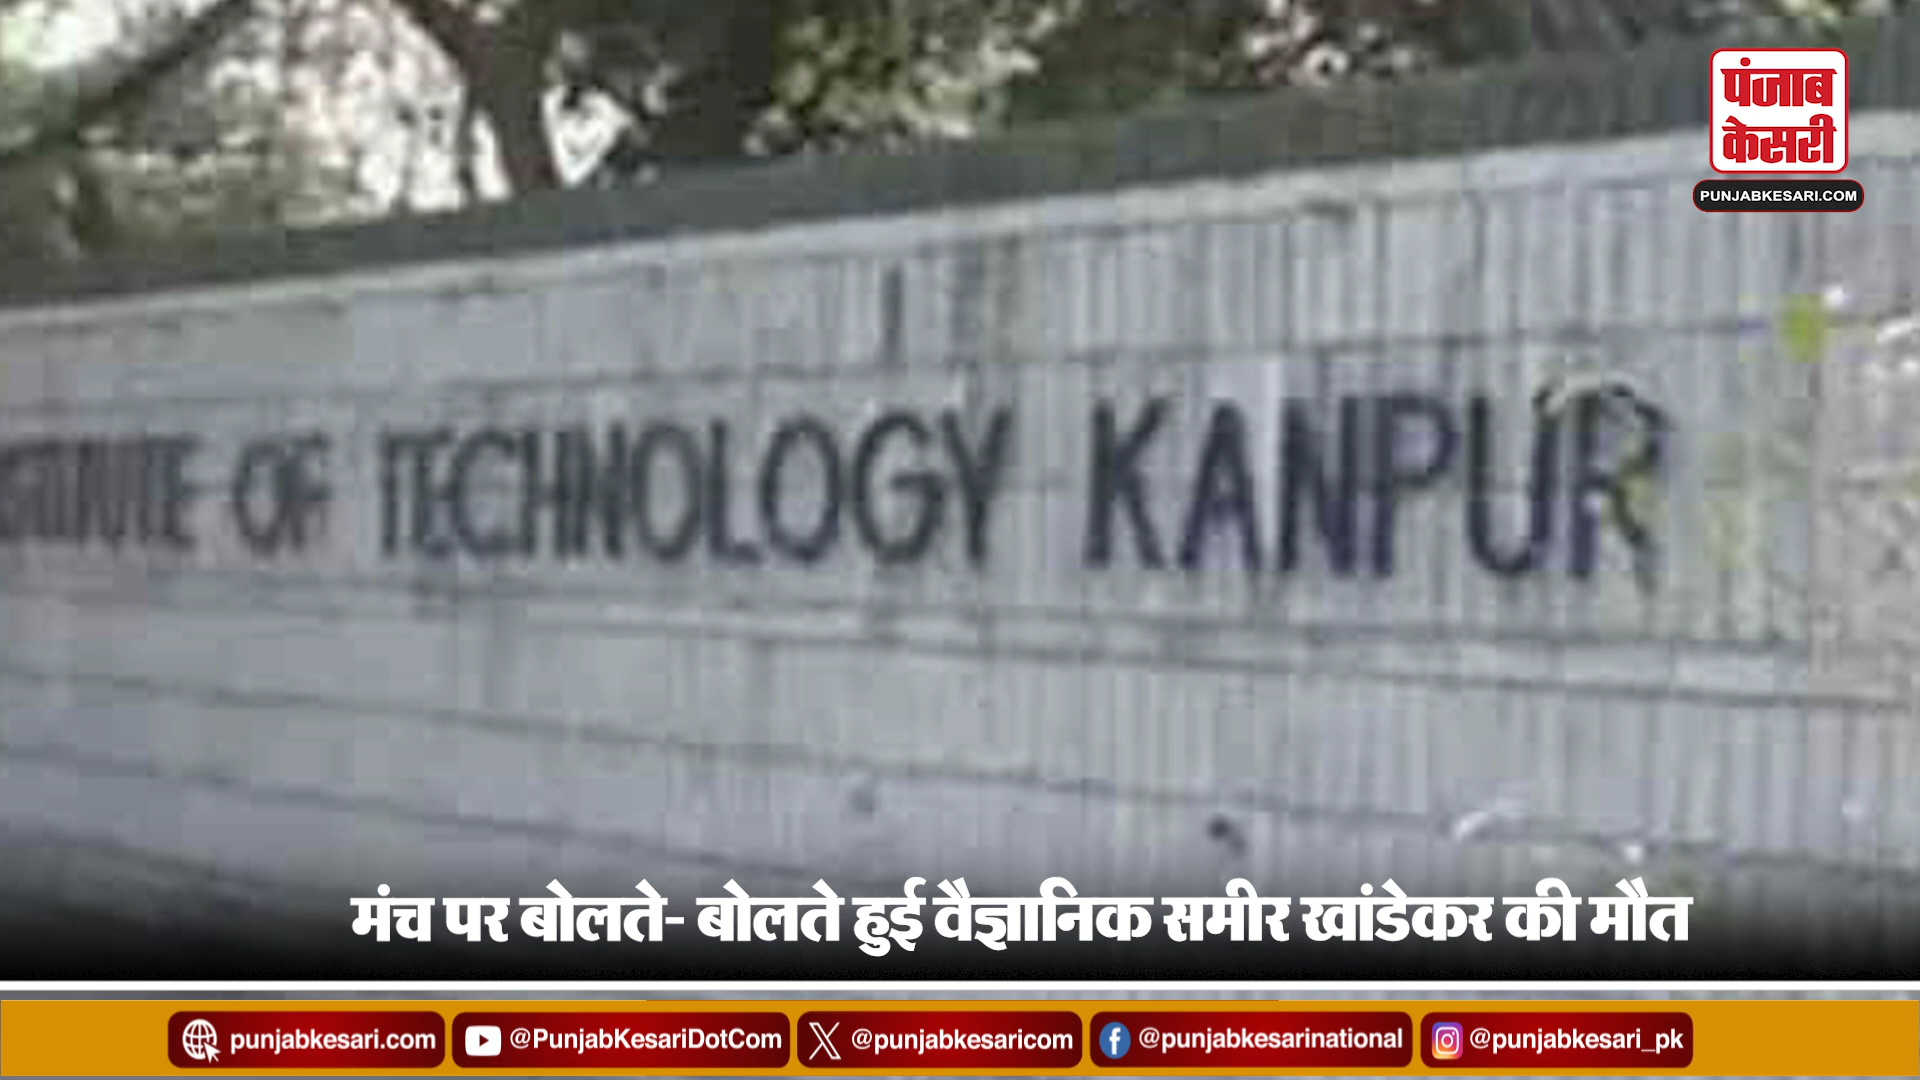 पंजाब
केसरी
PUNJABKESARI.COM
OF TECHNOLOGY KANPUR
मंच पर बोलते- बोलते हुई वैज्ञानिक समीर खांडेकर की मौत
punjabkesari.com @PunjabKesariDotCom @punjabkesaricom @punjabkesarinational @punjabkesari_pk